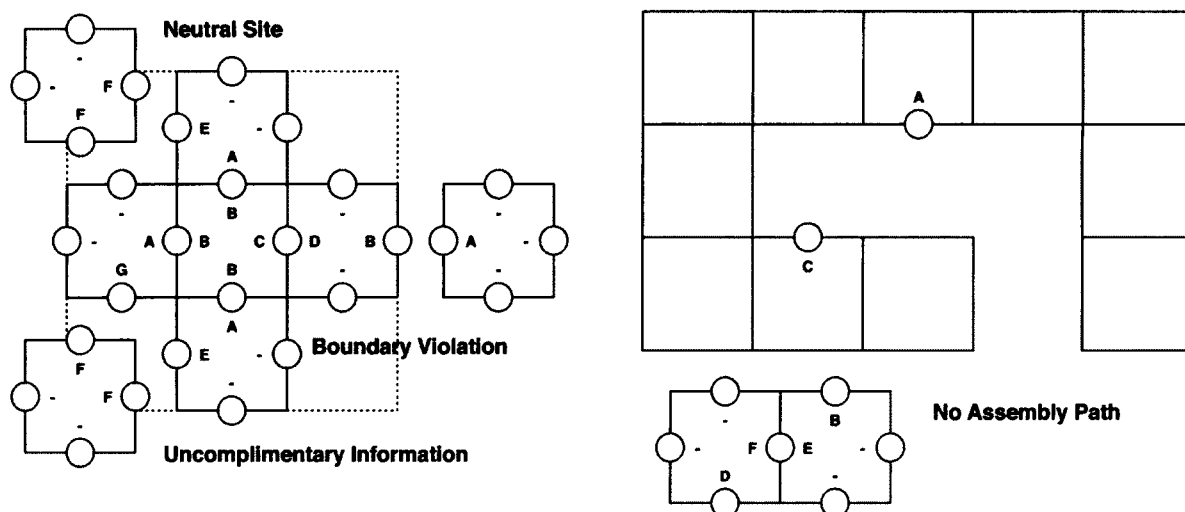 Neutral Site
-
- F
F
-
E -
A
-
B
-
- A B C D B
G
B
-
A
E -
-
Boundary Violation
A -
-
-
F
- F
-
Uncomplimentary Information
A
C
-
B
- F E -
D
-
No Assembly Path